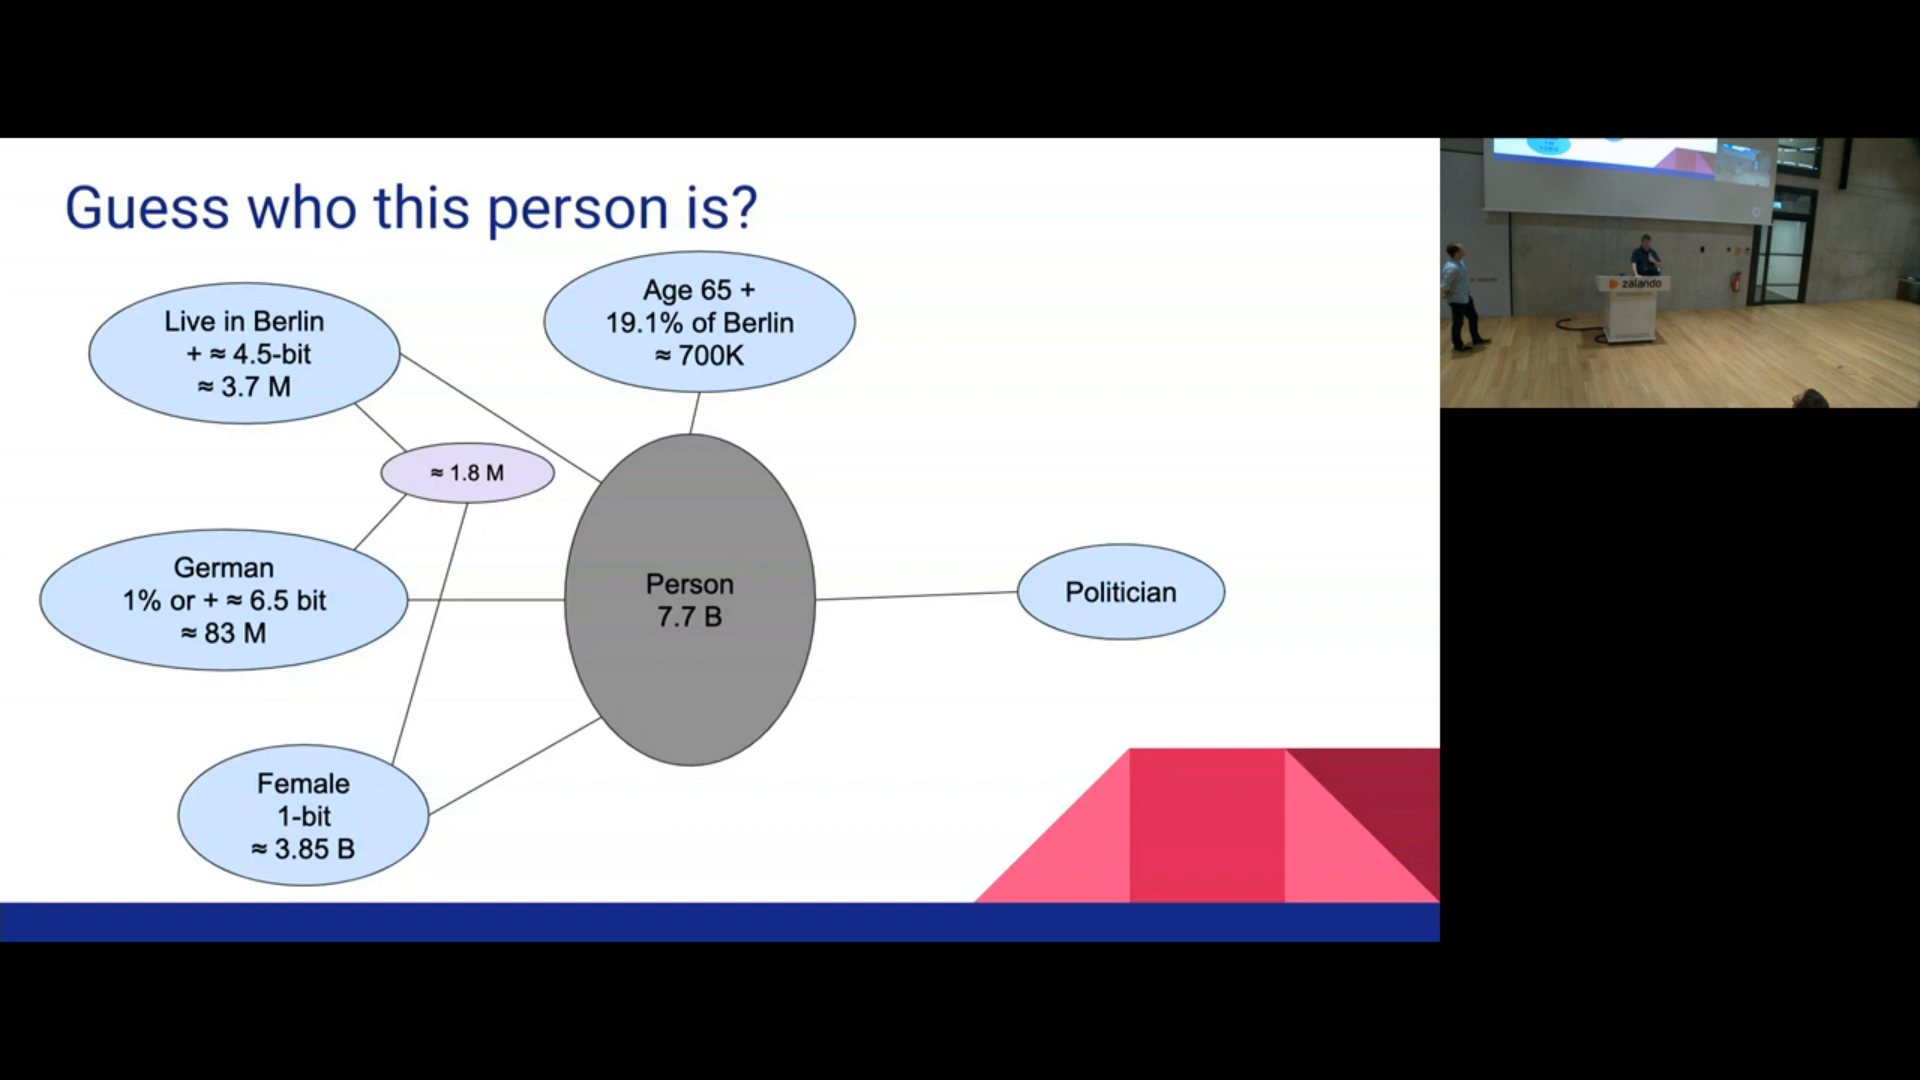 Guess who this person is?
Live in Berlin
+ ≈ 4.5-bit
≈ 3.7 M
Age 65 +
19.1% of Berlin
≈ 700K
≈ 1.8 M
German
1% or + ≈ 6.5 bit
≈ 83 M
Person
7.7 B
Politician
Female
1-bit
≈ 3.85 B
zalando